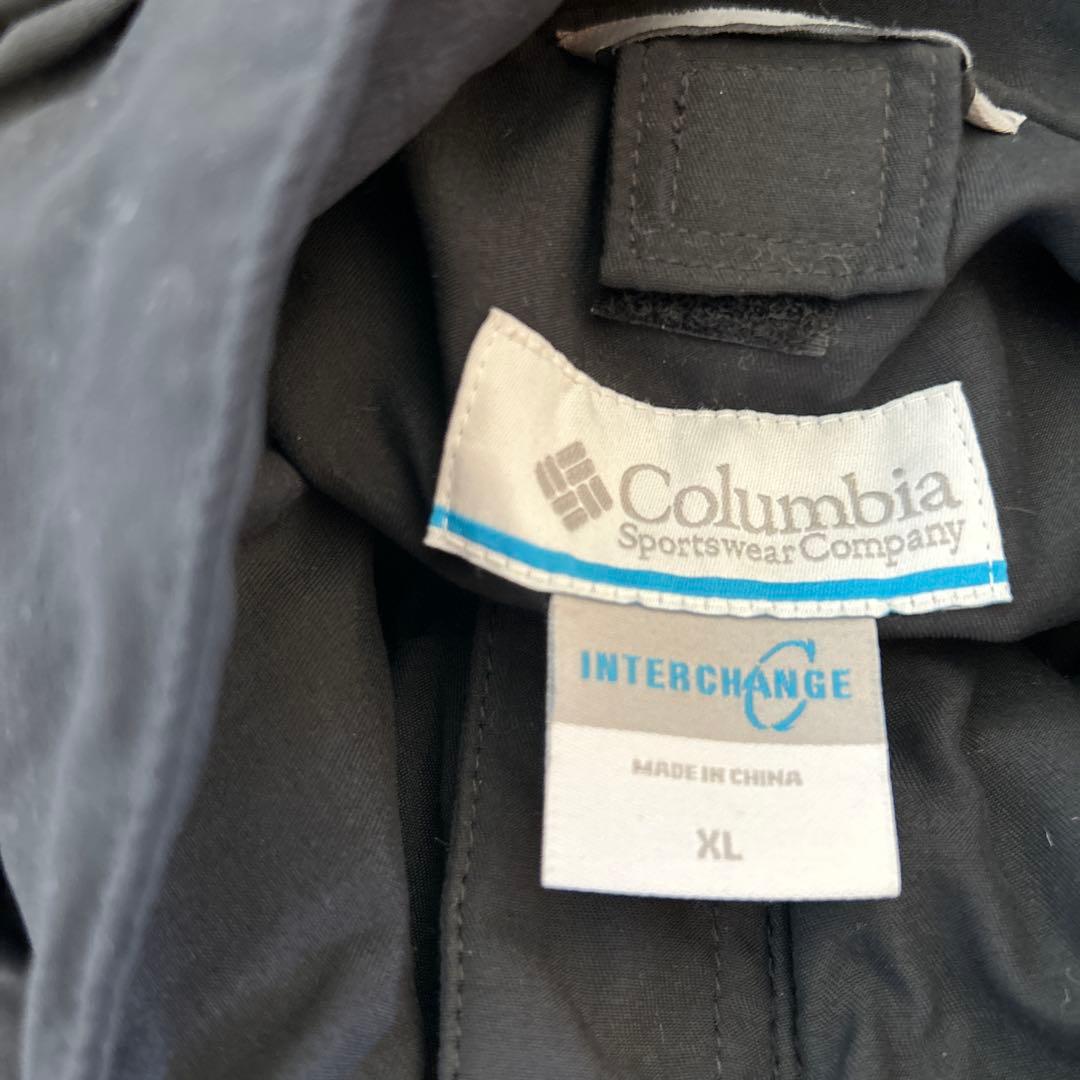 Columbia
Sportswear Company
INTERCHANGE
MADE IN CHINA
XL